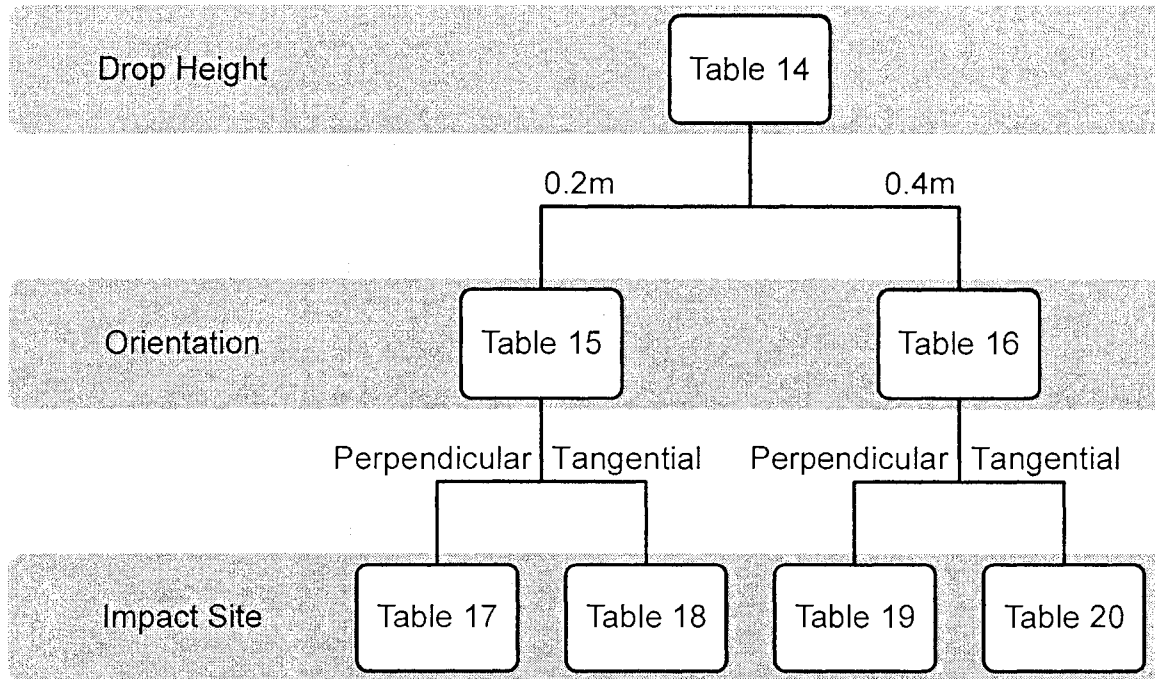 Drop Height
Table 14
0.2m
0.4m
Orientation
Table 15
Table 16
Perpendicular
Tangential
Perpendicular
Tangential
Impact Site
Table 17
Table 18
Table 19
Table 20